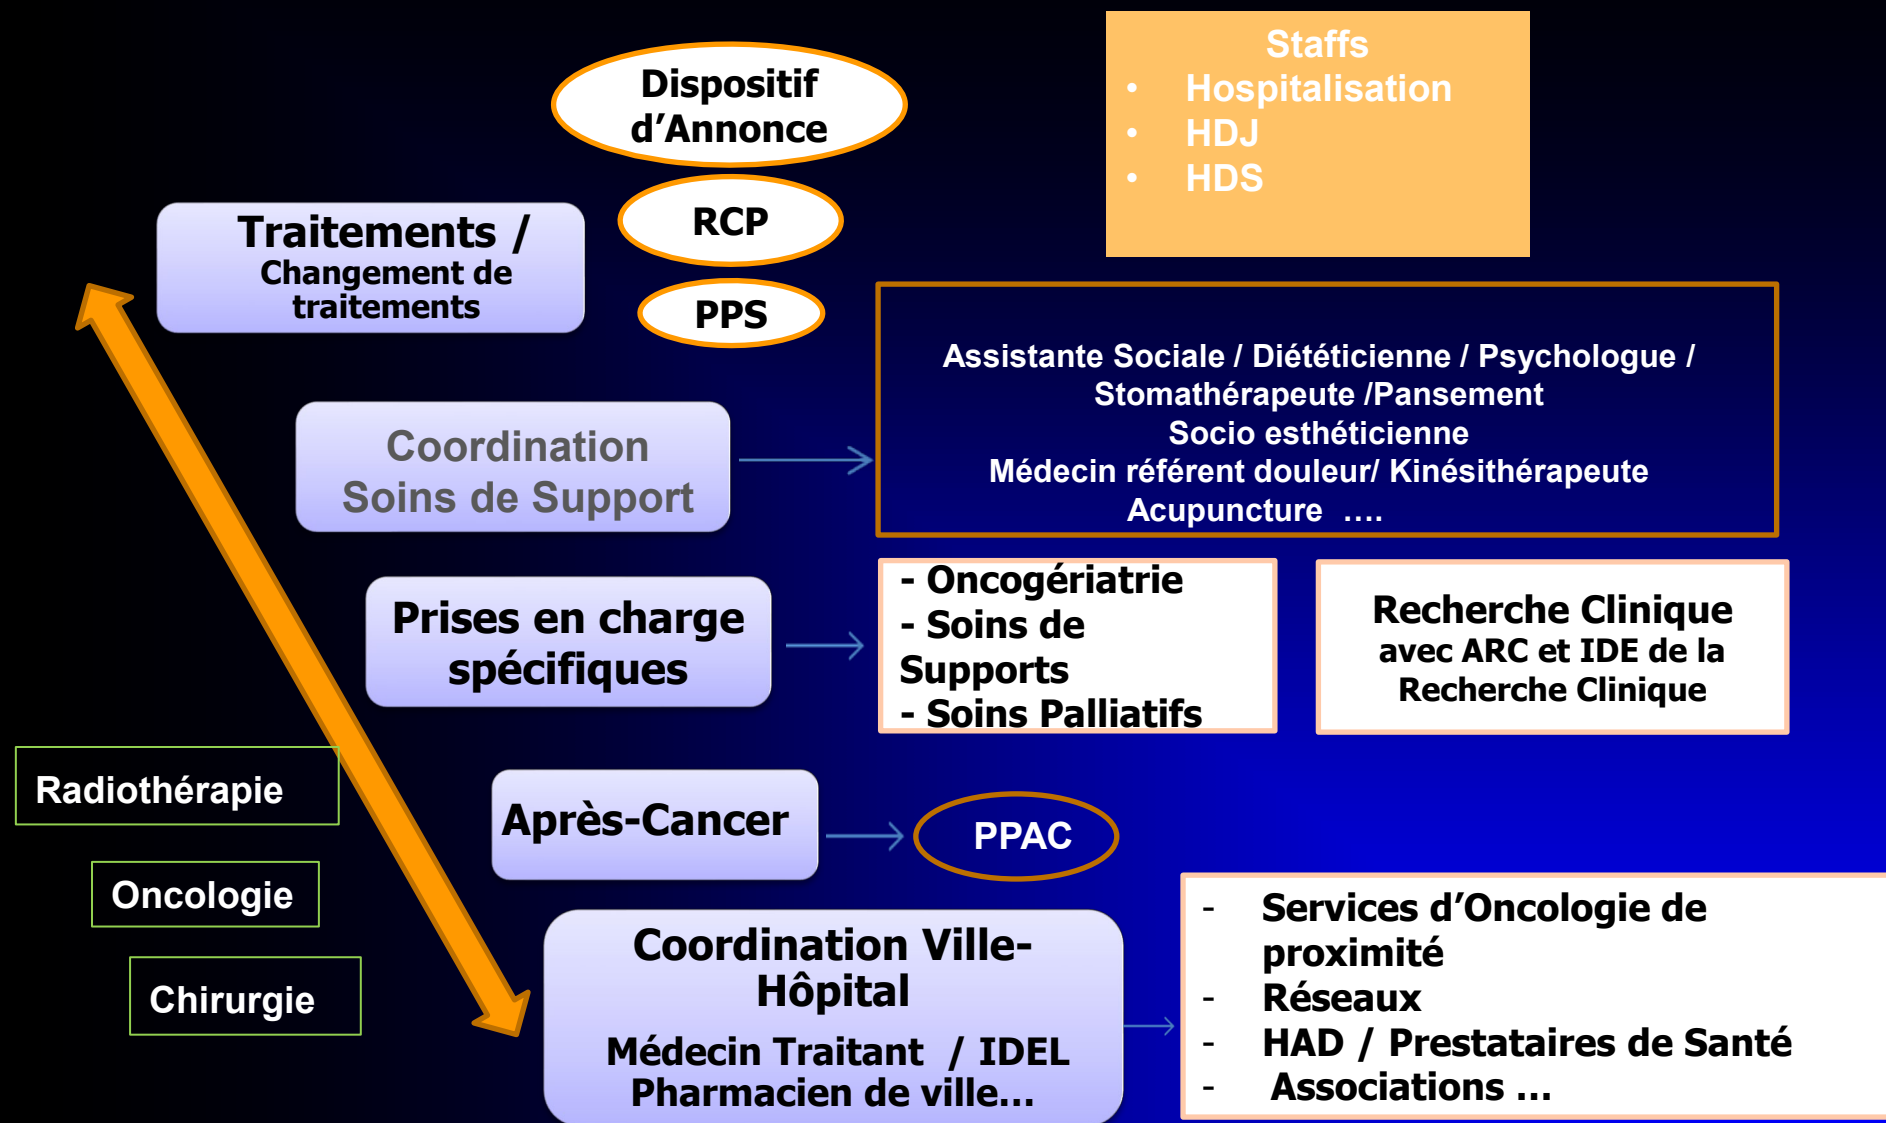 Dispositif
d’Annonce
RCP
PPS
Staffs
• Hospitalisation
• HDJ
• HDS
Traitements /
Changement de
traitements
Coordination
Soins de Support
Assistante Sociale / Diététicienne / Psychologue /
Stomathérapeute /Pansement
Socio esthéticienne
Médecin référent douleur/ Kinésithérapeute
Acupuncture ….
Prises en charge
spécifiques
- Oncogériatrie
- Soins de
Supports
- Soins Palliatifs
Recherche Clinique
avec ARC et IDE de la
Recherche Clinique
Radiothérapie
Oncologie
Chirurgie
Après-Cancer
PPAC
Coordination Ville-
Hôpital
Médecin Traitant / IDEL
Pharmacien de ville…
- Services d’Oncologie de
proximité
- Réseaux
- HAD / Prestataires de Santé
- Associations …